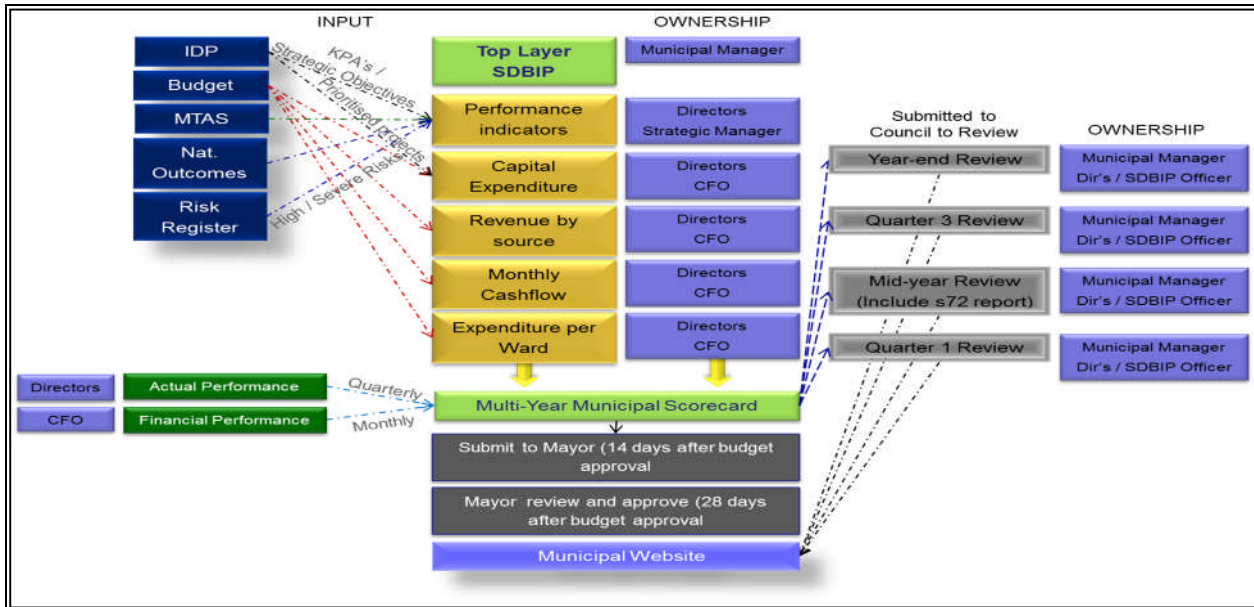 INPUT
OWNERSHIP
IDP
Budget
MTAS
Nat.
Outcomes
Risk
Register
KPA's /
Strategic Objectives
Prioritised projects
High / Severe Risks
Top Layer
SDBIP
Municipal Manager
Performance
indicators
Directors
Strategic Manager
Capital
Expenditure
Directors
CFO
Revenue by
source
Directors
CFO
Monthly
Cashflow
Directors
CFO
Expenditure per
Ward
Directors
CFO
Submitted to
Council to Review
OWNERSHIP
Year-end Review
Municipal Manager
Dir's / SDBIP Officer
Quarter 3 Review
Municipal Manager
Dir's / SDBIP Officer
Mid-year Review
(Include s72 report)
Municipal Manager
Dir's / SDBIP Officer
Quarter 1 Review
Municipal Manager
Dir's / SDBIP Officer
Directors
Actual Performance
Quarterly
CFO
Financial Performance
Monthly
Multi-Year Municipal Scorecard
Submit to Mayor (14 days after budget
approval
Mayor review and approve (28 days
after budget approval
Municipal Website